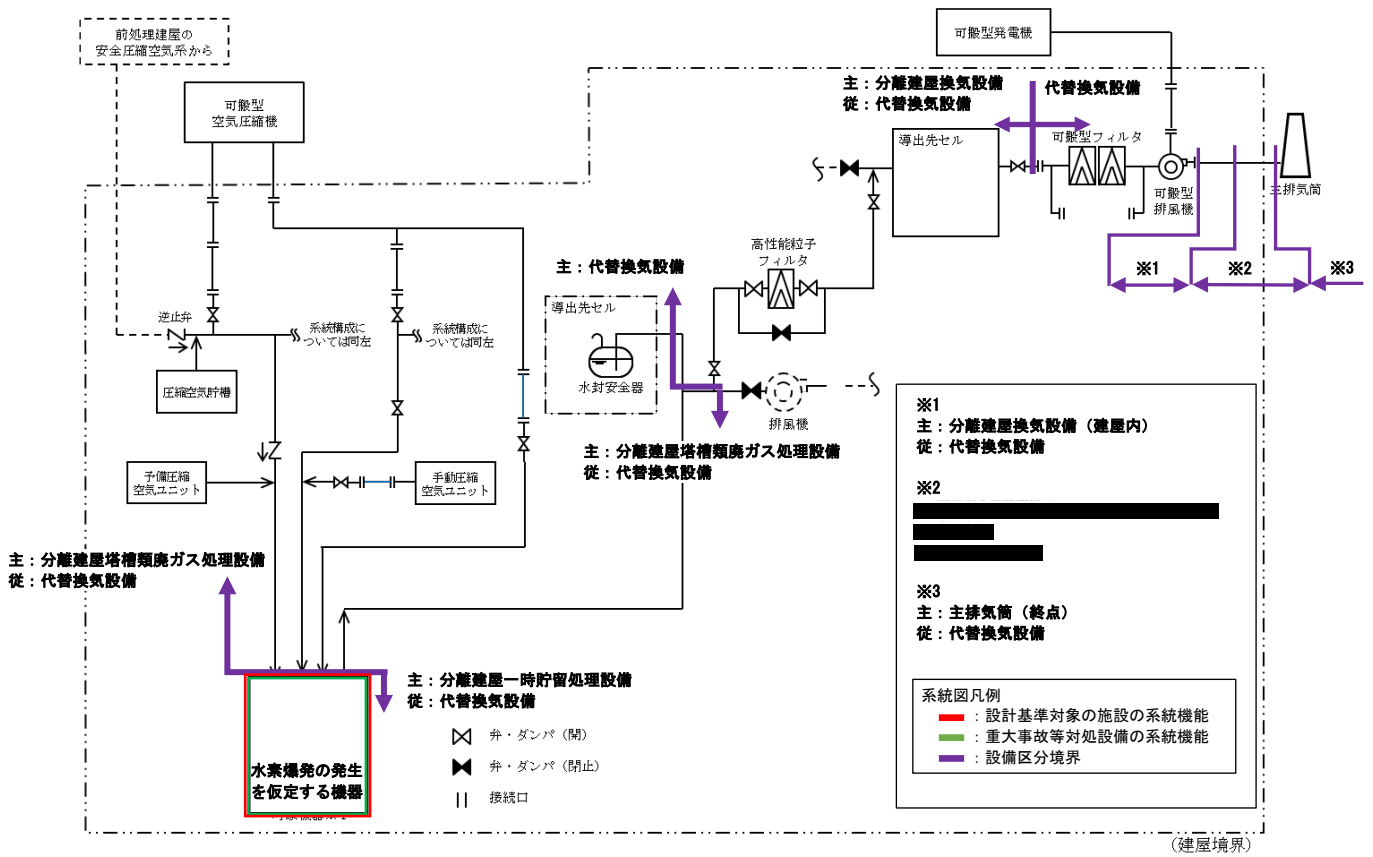 前処理建屋の
安全圧縮空気系から
可搬型
空気圧縮機
可搬型発電機
主：分離建屋換気設備
従：代替換気設備
代替換気設備
導出先セル
可搬型フィルタ
可搬型
排風機
主排気筒
※1
※2
※3
高性能粒子
フィルタ
主：代替換気設備
導出先セル
水封安全器
逆止弁
系統構成に
ついては同左
系統構成に
ついては同左
圧縮空気貯槽
排風機
主：分離建屋塔槽類廃ガス処理設備
従：代替換気設備
予備圧縮
空気ユニット
手動圧縮
空気ユニット
主：分離建屋塔槽類廃ガス処理設備
従：代替換気設備
主：分離建屋一時貯留処理設備
従：代替換気設備
水素爆発の発生
を仮定する機器
弁・ダンパ（開）
弁・ダンパ（閉止）
接続口
※1
主：分離建屋換気設備（建屋内）
従：代替換気設備
※2
※3
主：主排気筒（終点）
従：代替換気設備
系統図凡例
：設計基準対象の施設の系統機能
：重大事故等対処設備の系統機能
：設備区分境界
（建屋境界）